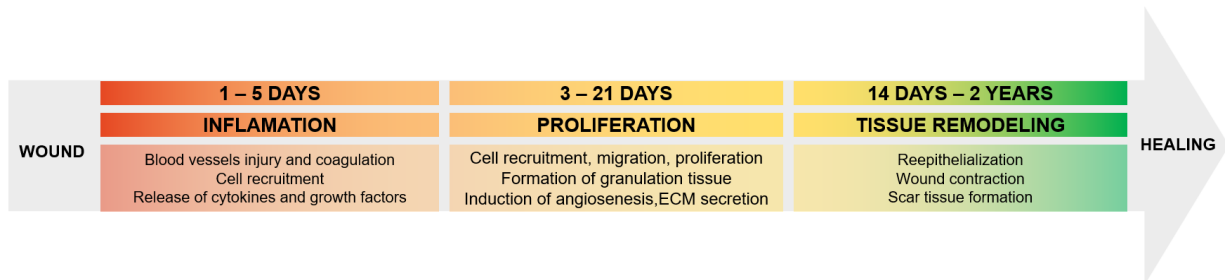 WOUND
1 – 5 DAYS
INFLAMATION
Blood vessels injury and coagulation
Cell recruitment
Release of cytokines and growth factors
3 – 21 DAYS
PROLIFERATION
Cell recruitment, migration, proliferation
Formation of granulation tissue
Induction of angiosenesis,ECM secretion
14 DAYS – 2 YEARS
TISSUE REMODELING
Reepithelialization
Wound contraction
Scar tissue formation
HEALING